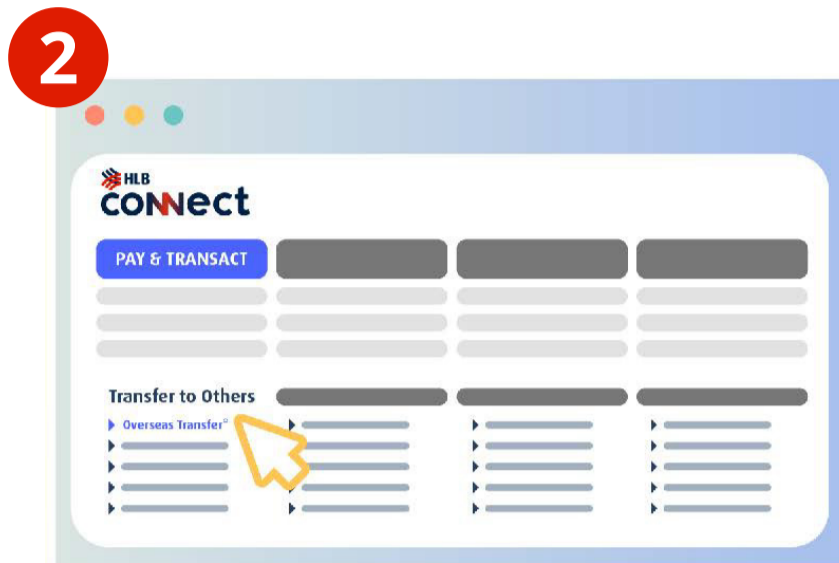 2
HLB
CONNect
PAY & TRANSACT
Transfer to Others
Overseas Transfer°